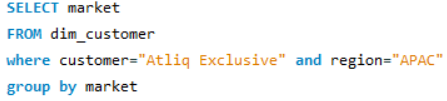 SELECT market
FROM dim_customer
where customer="Atliq Exclusive" and region="APAC"
group by market